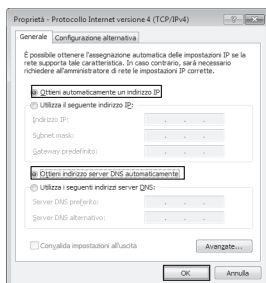 Proprietà - Protocollo Internet versione 4 (TCP/IPv4)
Generale Configurazione alternativa
È possibile ottenere l'assegnazione automatica delle impostazioni IP se la
rete supporta tale caratteristica. In caso contrario, sarà necessario
richiedere all'amministratore di rete le impostazioni IP corrette.
Ottieni automaticamente un indirizzo IP
Utilizza il seguente indirizzo IP:
Indirizzo IP:
Subnet mask:
Gateway predefinito:
Ottieni indirizzo server DNS automaticamente
Utilizza i seguenti indirizzi server DNS:
Server DNS preferito:
Server DNS alternativo:
Convalida impostazioni all'uscita
Avanzate...
OK Annulla